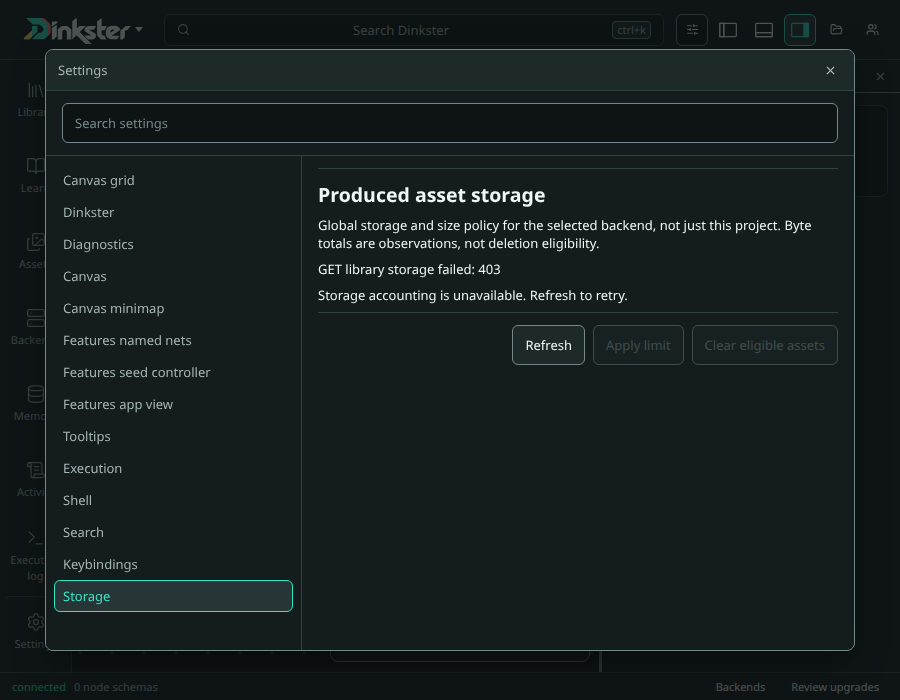 Dinkster
Search Dinkster
ctrl+k
Settings
Search settings
Canvas grid
Dinkster
Diagnostics
Canvas
Canvas minimap
Features named nets
Features seed controller
Features app view
Tooltips
Execution
Shell
Search
Keybindings
Storage
Produced asset storage
Global storage and size policy for the selected backend, not just this project. Byte
totals are observations, not deletion eligibility.
GET library storage failed: 403
Storage accounting is unavailable. Refresh to retry.
Refresh
Apply limit
Clear eligible assets
connected
0 node schemas
Backends
Review upgrades